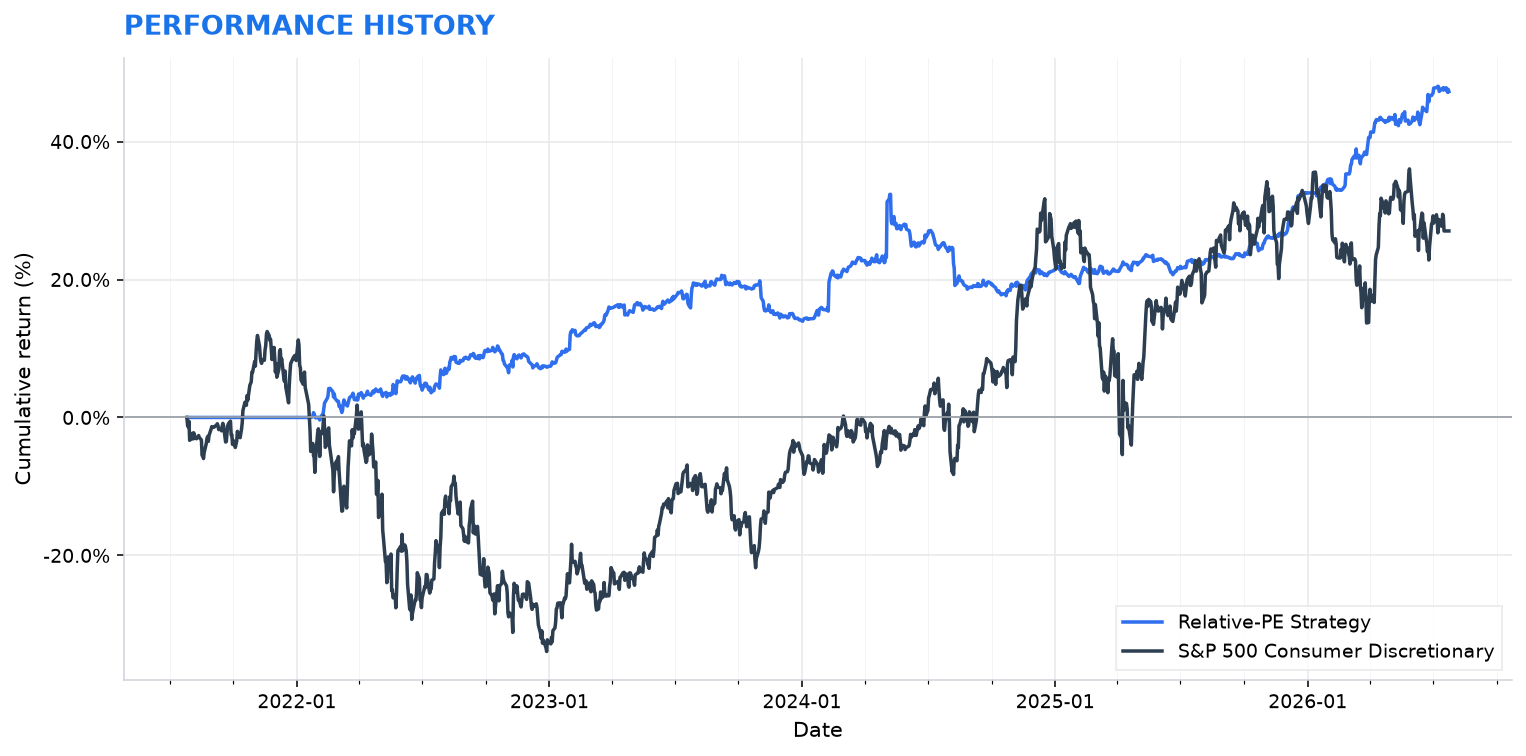 PERFORMANCE HISTORY
Cumulative return (%)
40.0%
20.0%
0.0%
-20.0%
2022-01
2023-01
2024-01
2025-01
2026-01
Date
Relative-PE Strategy
S&P 500 Consumer Discretionary